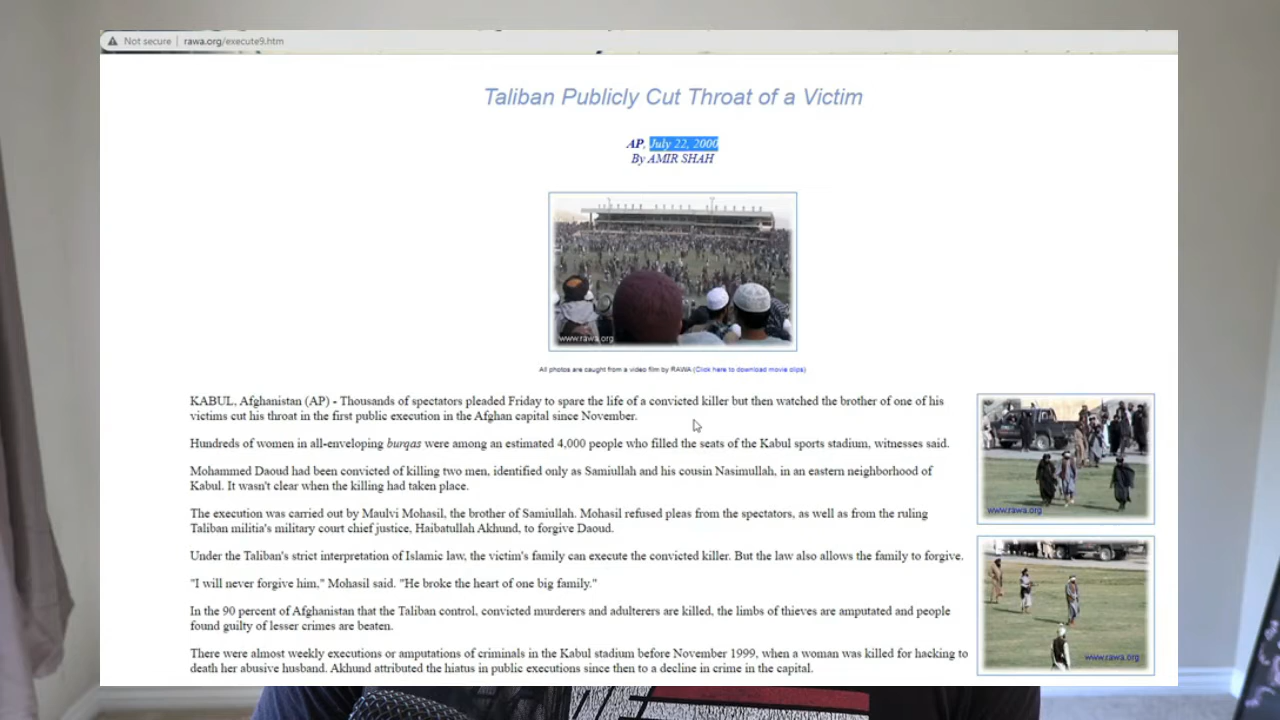 Not secure | rawa.org/execute9.htm
Taliban Publicly Cut Throat of a Victim
AP, July 22, 2000
By AMIR SHAH
www.rawa.org
All photos are caught from a video film by RAWA (Click here to download movie clips)
KABUL, Afghanistan (AP) - Thousands of spectators pleaded Friday to spare the life of a convicted killer but then watched the brother of one of his
victims cut his throat in the first public execution in the Afghan capital since November.
Hundreds of women in all-enveloping burqas were among an estimated 4,000 people who filled the seats of the Kabul sports stadium, witnesses said.
Mohammed Daoud had been convicted of killing two men, identified only as Samiullah and his cousin Nasimullah, in an eastern neighborhood of
Kabul. It wasn't clear when the killing had taken place.
The execution was carried out by Maulvi Mohasil, the brother of Samiullah. Mohasil refused pleas from the spectators, as well as from the ruling
Taliban militia's military court chief justice, Haibatullah Akhund, to forgive Daoud.
Under the Taliban's strict interpretation of Islamic law, the victim's family can execute the convicted killer. But the law also allows the family to forgive.
"I will never forgive him," Mohasil said. "He broke the heart of one big family."
In the 90 percent of Afghanistan that the Taliban control, convicted murderers and adulterers are killed, the limbs of thieves are amputated and people
found guilty of lesser crimes are beaten.
There were almost weekly executions or amputations of criminals in the Kabul stadium before November 1999, when a woman was killed for hacking to
death her abusive husband. Akhund attributed the hiatus in public executions since then to a decline in crime in the capital.
www.rawa.org
www.rawa.org